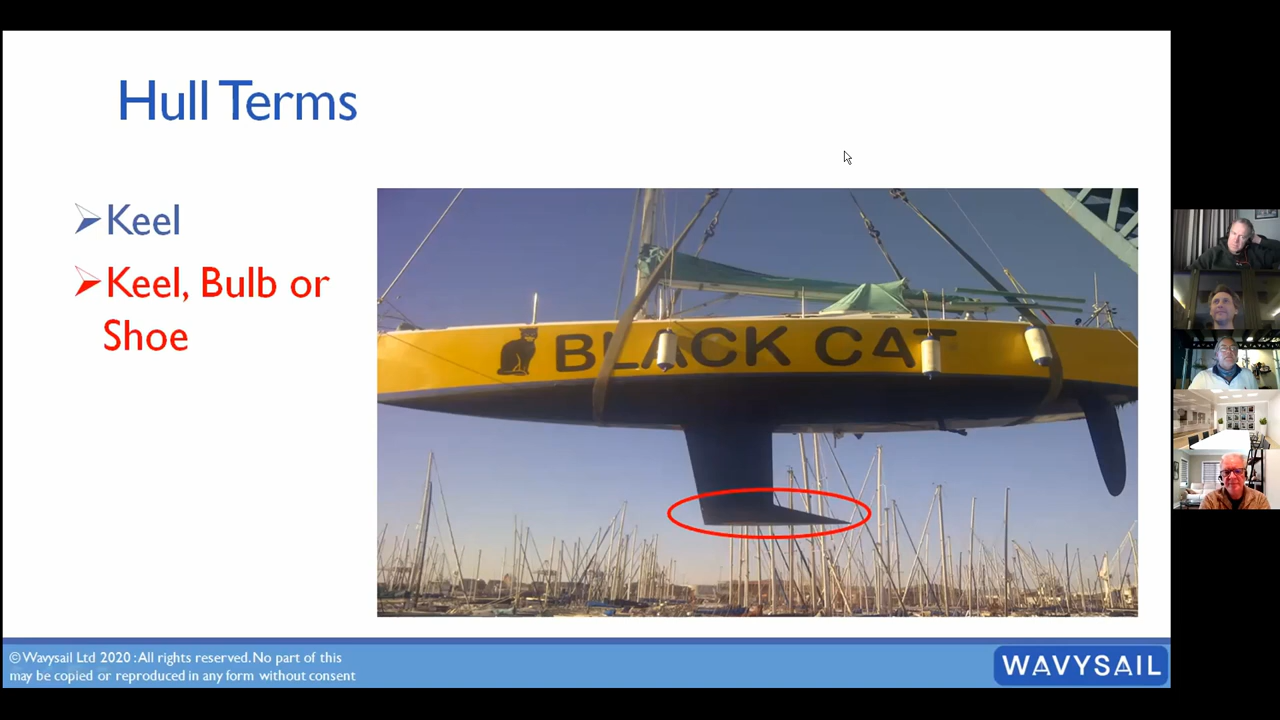 Hull Terms
Keel
Keel, Bulb or
Shoe
BLACK CAT
© Wavysail Ltd 2020 : All rights reserved. No part of this
may be copied or reproduced in any form without consent
WAVYSAIL